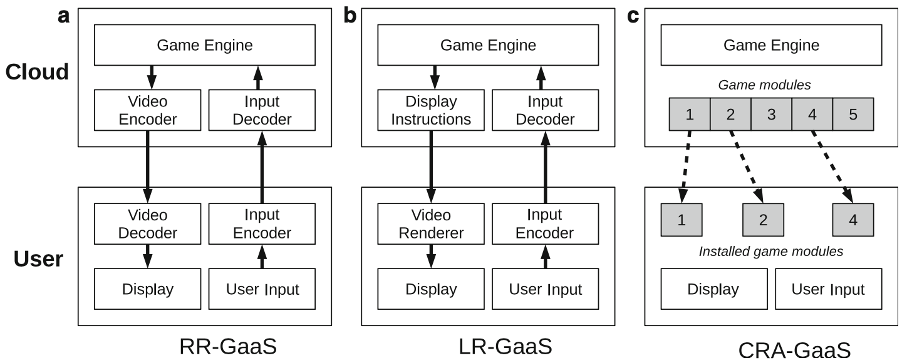 a
b
c
Cloud
User
Game Engine
Video
Encoder
Input
Decoder
Video
Decoder
Input
Encoder
Display
User Input
RR-GaaS
Game Engine
Display
Instructions
Input
Decoder
Video
Renderer
Input
Encoder
Display
User Input
LR-GaaS
Game Engine
Game modules
1 2 3 4 5
1 2 4
Installed game modules
Display
User Input
CRA-GaaS